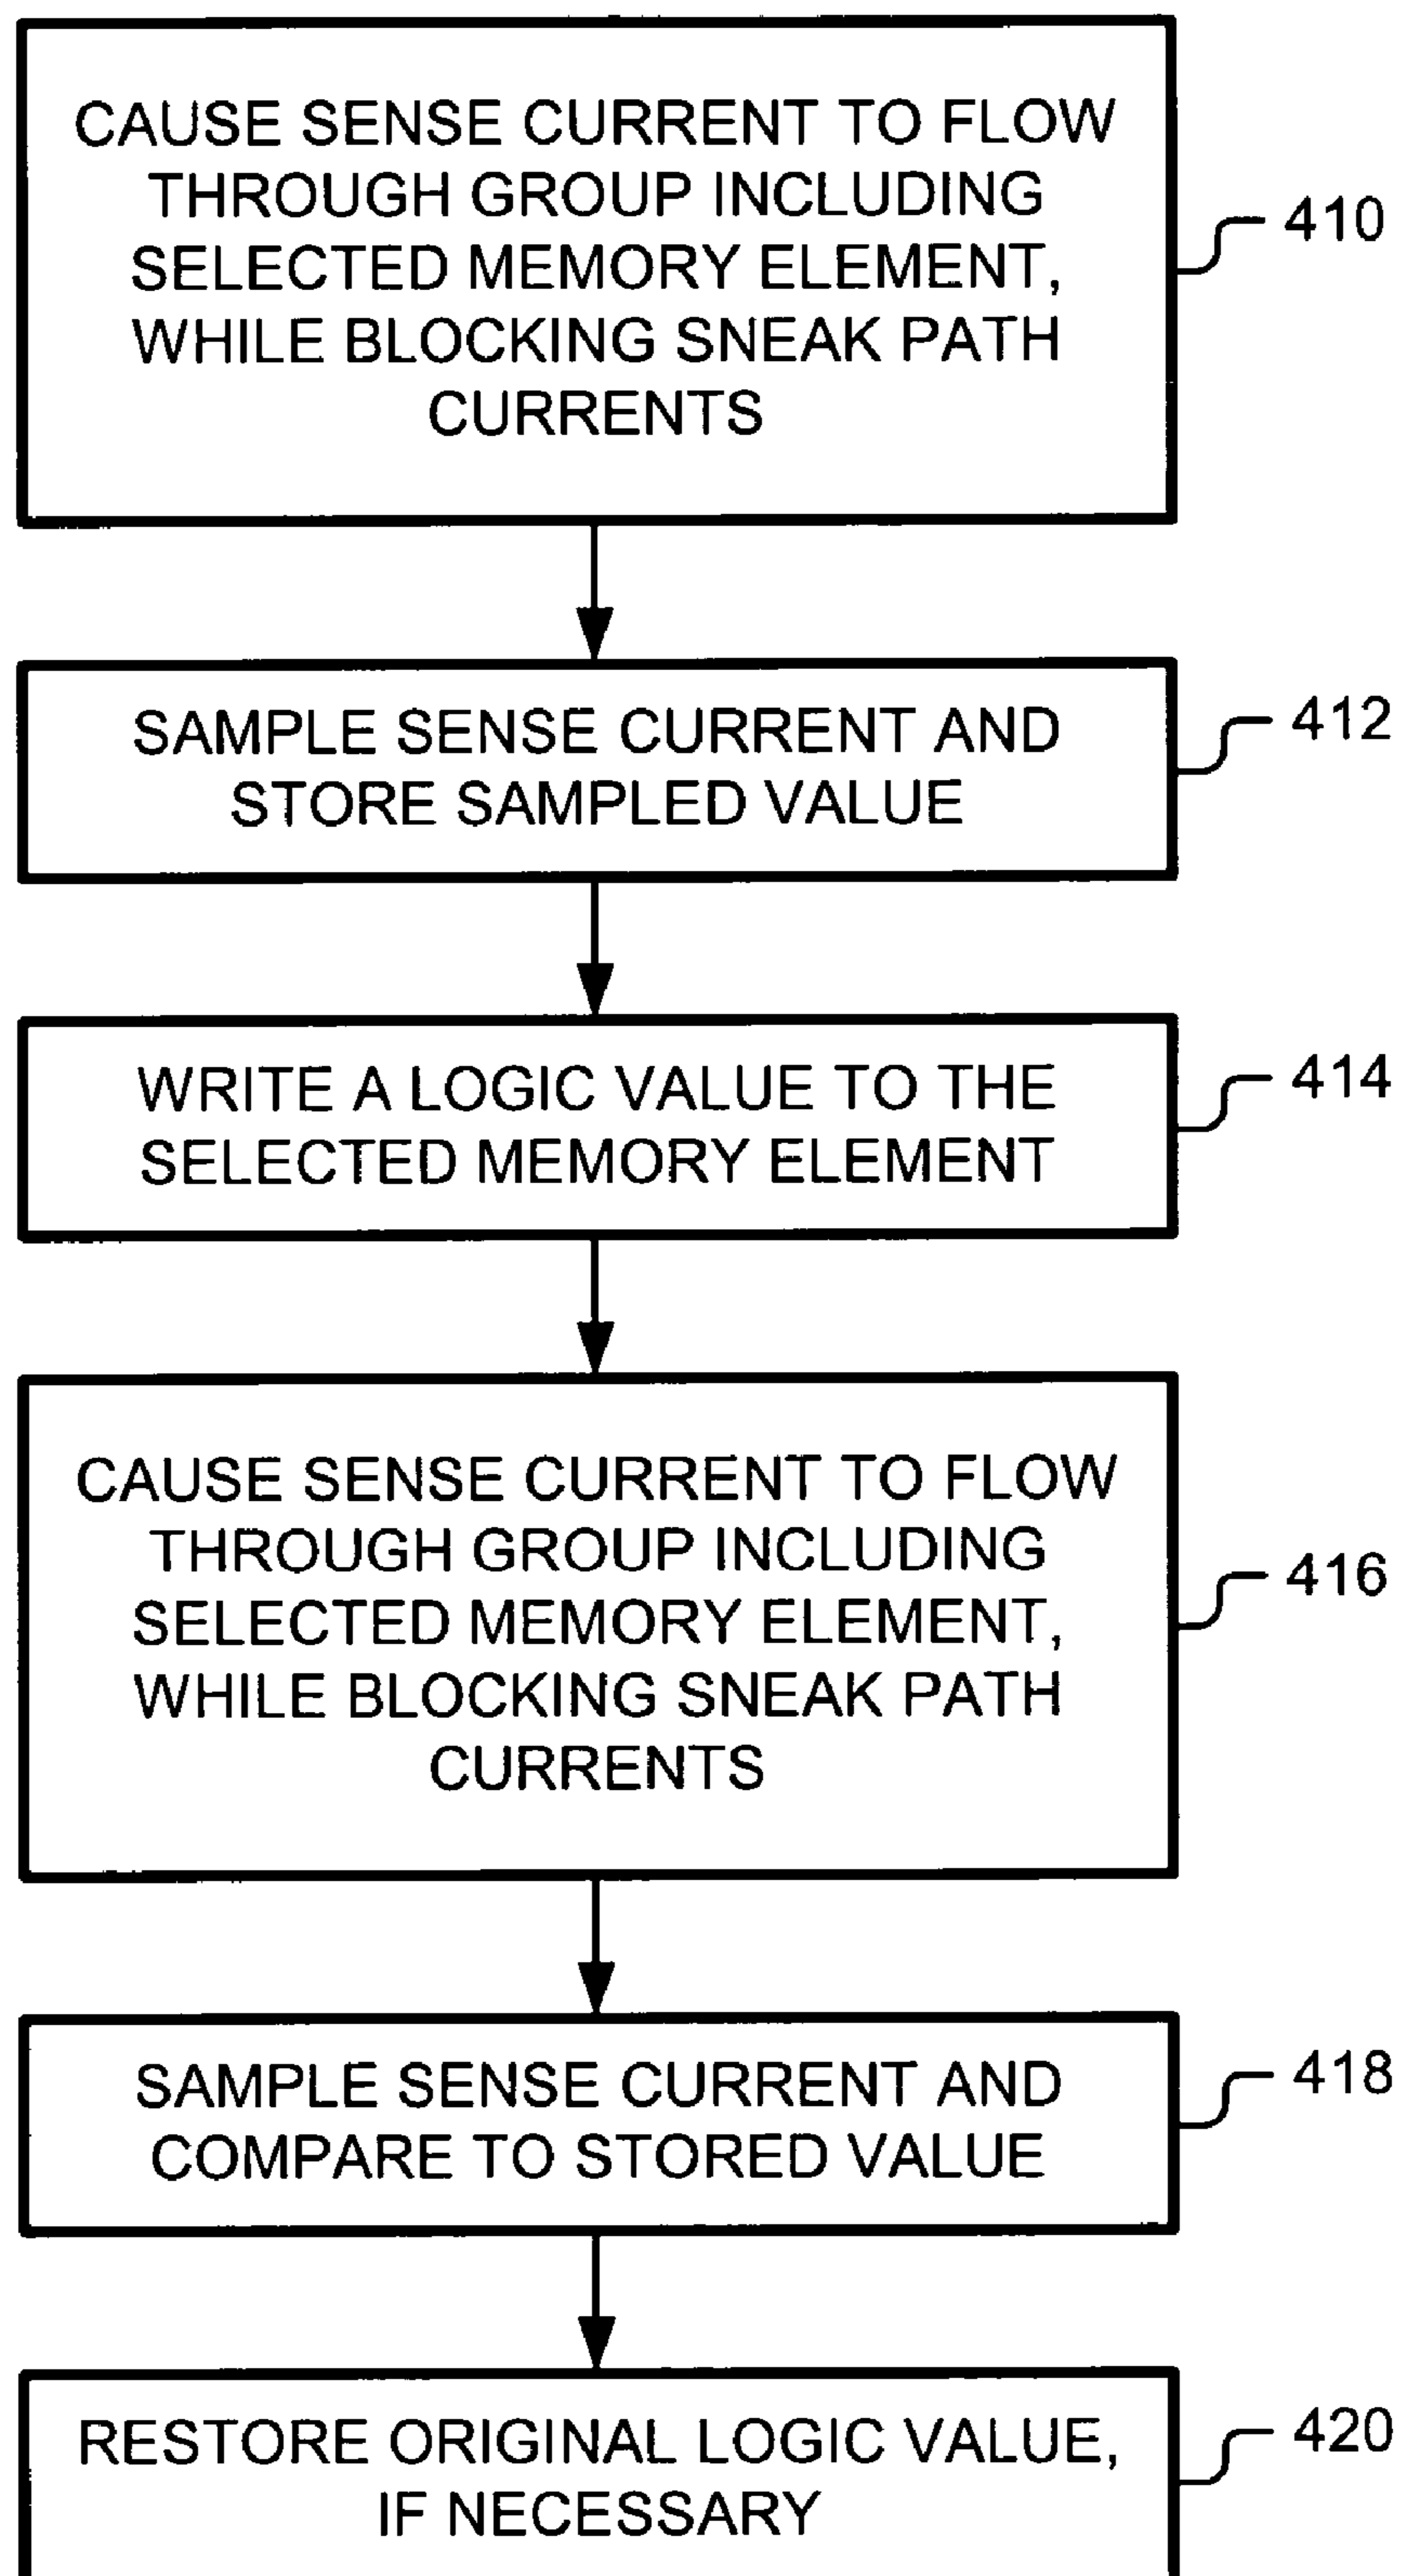 CAUSE SENSE CURRENT TO FLOW
THROUGH GROUP INCLUDING
SELECTED MEMORY ELEMENT,
WHILE BLOCKING SNEAK PATH
CURRENTS
410
SAMPLE SENSE CURRENT AND
STORE SAMPLED VALUE
412
WRITE A LOGIC VALUE TO THE
SELECTED MEMORY ELEMENT
414
CAUSE SENSE CURRENT TO FLOW
THROUGH GROUP INCLUDING
SELECTED MEMORY ELEMENT,
WHILE BLOCKING SNEAK PATH
CURRENTS
416
SAMPLE SENSE CURRENT AND
COMPARE TO STORED VALUE
418
RESTORE ORIGINAL LOGIC VALUE,
IF NECESSARY
420